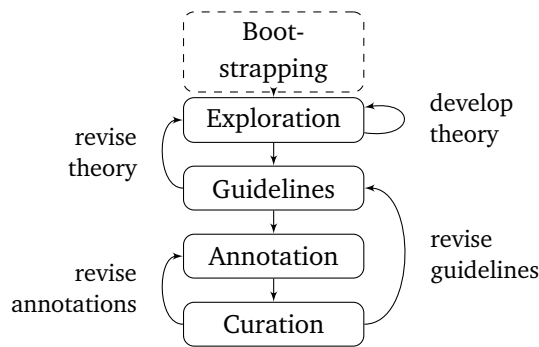 Boot-
strapping
Exploration
develop
theory
revise
theory
Guidelines
Annotation
revise
guidelines
revise
annotations
Curation